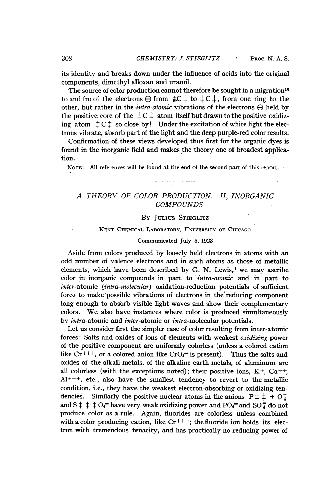 308 CHEMISTRY: J. STIEGLITZ PROC. N. A. S.
its identity and breaks down under the influence of acids into the original
components, dimethyl alloxan and uramil.
The source of color production cannot therefore be sought in a migration
to and fro of the electrons ⊖ from to from one ring to the
other, but rather in the intra-atomic vibrations of the electrons ⊖ held by
the positive core of the atom itself but drawn to the positive oxidiz-
ing atom so close by! Under the excitation of white light the elec-
trons vibrate, absorb part of the light and the deep purple-red color results.
Confirmation of these views developed thus first for the organic dyes is
found in the inorganic field and makes the theory one of broadest applica-
tion.
NOTE: All references will be found at the end of the second part of this
A THEORY OF COLOR PRODUCTION. II, INORGANIC
COMPOUNDS
BY JULIUS STIEGLITZ
KENT CHEMICAL LABORATORY, UNIVERSITY OF CHICAGO
Communicated July 5, 1923
Aside from colors produced by loosely held electrons in atoms with an
odd number of valence electrons and in such atoms as those of metallic
elements, which have been described by G. N. Lewis,¹ we may ascribe
color in inorganic compounds in part to intra-atomic and in part to
inter-atomic (intra-molecular) oxidation-reduction potentials of sufficient
force to make possible vibrations of electrons in the reducing component
long enough to absorb visible light waves and show their complementary
colors. We also have instances where color is produced simultaneously
by intra-atomic and inter-atomic or intra-molecular potentials.
Let us consider first the simpler case of color resulting from inter-atomic
forces: Salts and oxides of ions of elements with weakest oxidizing power
of the positive component are uniformly colorless (unless a colored cation
like Cr+++, or a colored anion like CrO₄= is present). Thus the salts and
oxides of the alkali metals, of the alkaline earth metals, of aluminum are
all colorless (with the exceptions noted); their positive ions, K+, Ca++,
Al+++, etc., also have the smallest tendency to revert to the metallic
condition, i.e., they have the weakest electron-absorbing or oxidizing ten-
dencies. Similarly the positive nuclear atoms in the anions
and have very weak oxidizing power and and do not
produce color as a rule. Again, fluorides are colorless unless combined
with a color producing cation, like Cr+++; the fluoride ion holds its elec-
tron with tremendous tenacity, and has practically no reducing power of